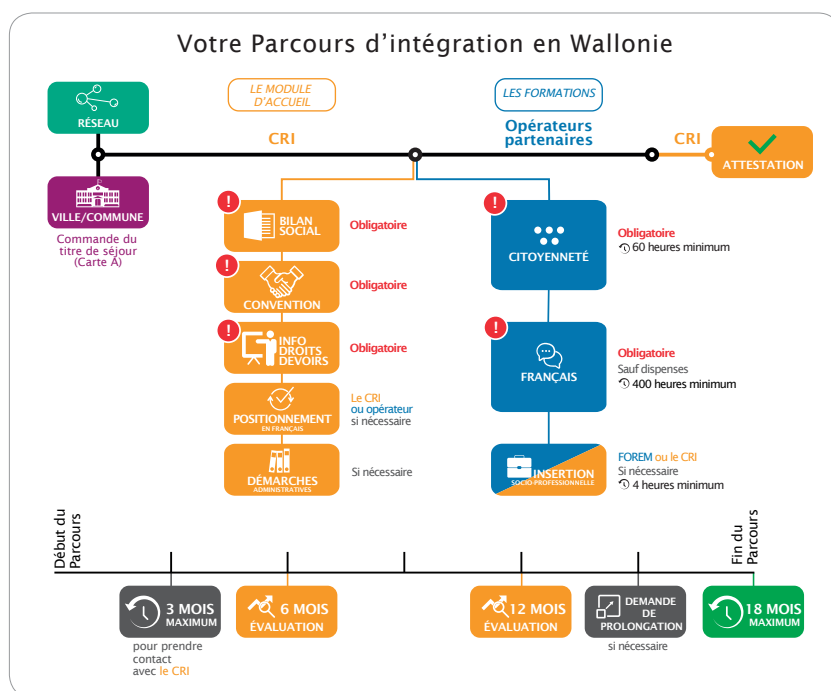 Votre Parcours d'intégration en Wallonie
LE MODULE
D'ACCUEIL
LES FORMATIONS
RÉSEAU
CRI
Opérateurs
partenaires
CRI
ATTESTATION
VILLE/COMMUNE
Commande du
titre de séjour
(Carte A)
!
BILAN
SOCIAL
Obligatoire
!
CONVENTION
Obligatoire
!
INFO
DROITS
DEVOIRS
Obligatoire
POSITIONNEMENT
EN FRANÇAIS
Le CRI
ou opérateur
si nécessaire
DÉMARCHES
ADMINISTRATIVES
Si nécessaire
!
CITOYENNETÉ
Obligatoire
60 heures minimum
!
FRANÇAIS
Obligatoire
Sauf dispenses
400 heures minimum
INSERTION
SOCIO-PROFESSIONNELLE
FOREM ou le CRI
Si nécessaire
4 heures minimum
Début du
Parcours
Fin du
Parcours
3 MOIS
MAXIMUM
pour prendre
contact
avec le CRI
6 MOIS
ÉVALUATION
12 MOIS
ÉVALUATION
DEMANDE
DE
PROLONGATION
si nécessaire
18 MOIS
MAXIMUM